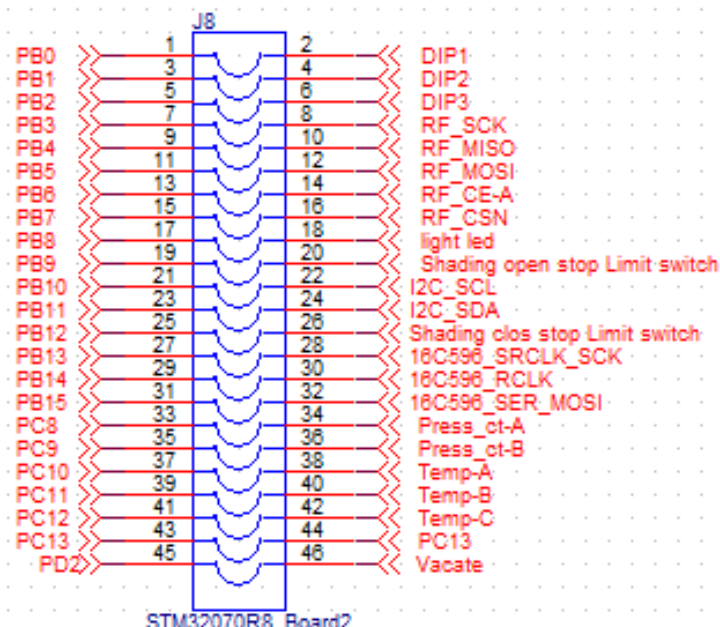 J8
PB0 1 2 DIP1
PB1 3 4 DIP2
PB2 5 6 DIP3
PB3 7 8 RF_SCK
PB4 9 10 RF_MISO
PB5 11 12 RF_MOSI
PB6 13 14 RF_CE-A
PB7 15 16 RF_CSN
PB8 17 18 light led
PB9 19 20 Shading open stop Limit switch
PB10 21 22 I2C_SCL
PB11 23 24 I2C_SDA
PB12 25 26 Shading clos stop Limit switch
PB13 27 28 16C596_SRCLK_SCK
PB14 29 30 16C596_RCLK
PB15 31 32 16C596_SER_MOSI
PC8 33 34 Press_ct-A
PC9 35 36 Press_ct-B
PC10 37 38 Temp-A
PC11 39 40 Temp-B
PC12 41 42 Temp-C
PC13 43 44 PC13
PD2 45 46 Vacate
STM32070R8_Board2